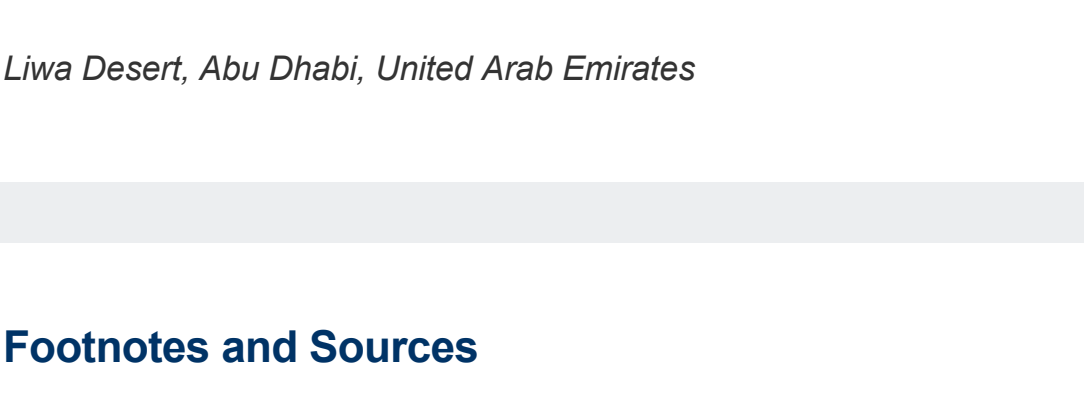 Liwa Desert, Abu Dhabi, United Arab Emirates
Footnotes and Sources